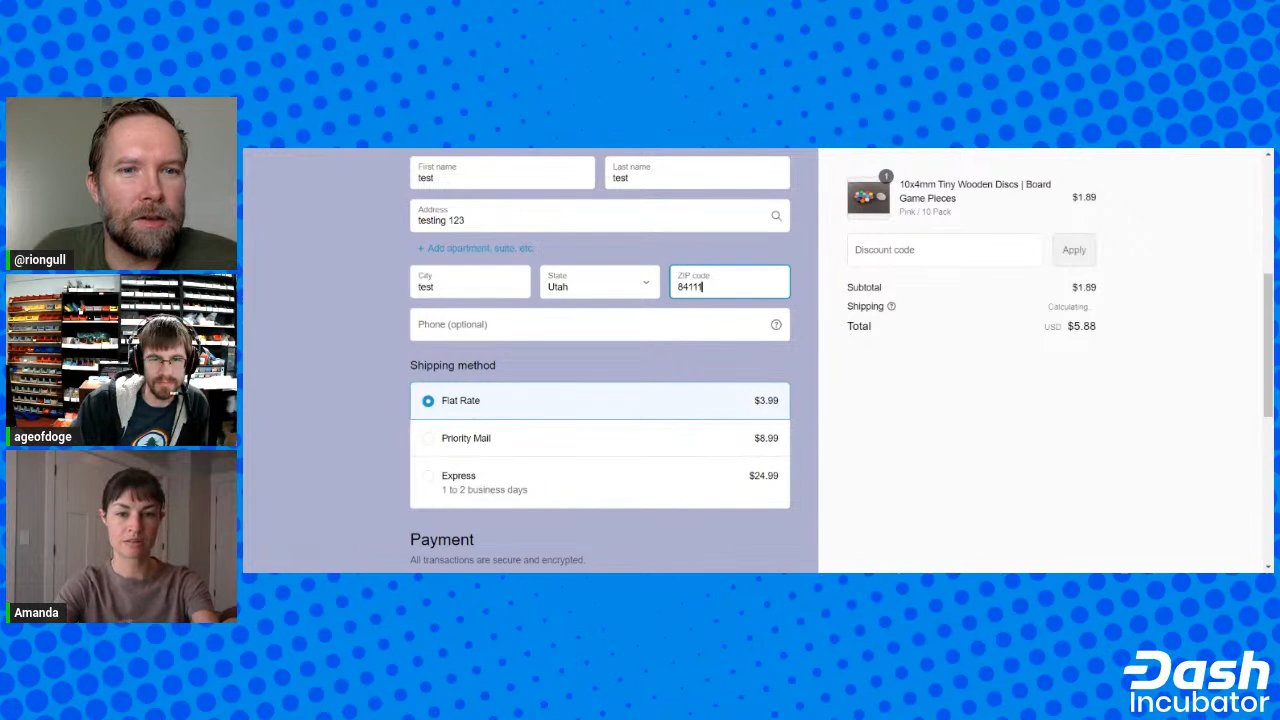 @riongull
ageofdoge
Amanda
First name
test
Last name
test
Address
testing 123
+ Add apartment, suite, etc.
City
test
State
Utah
ZIP code
84111
Phone (optional)
Shipping method
Flat Rate $3.99
Priority Mail $8.99
Express $24.99
1 to 2 business days
Payment
All transactions are secure and encrypted.
1
10x4mm Tiny Wooden Discs | Board
Game Pieces
$1.89
Pink / 10 Pack
Discount code
Apply
Subtotal $1.89
Shipping Calculating.
Total USD $5.88
Dash
Incubator